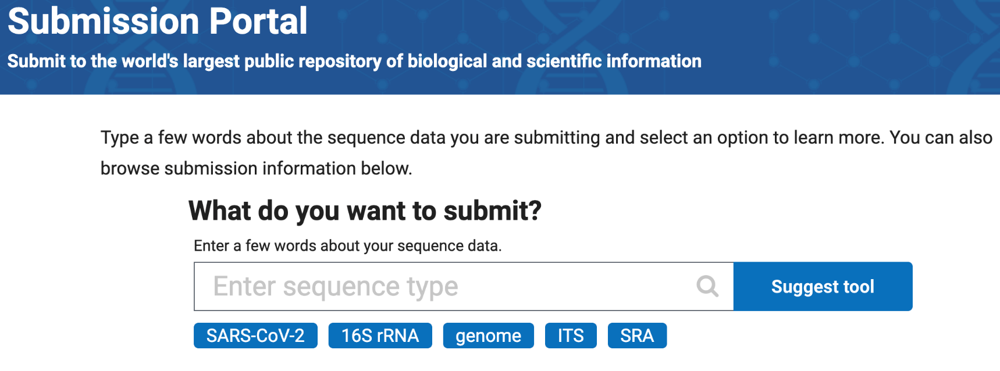 Submission Portal
Submit to the world's largest public repository of biological and scientific information
Type a few words about the sequence data you are submitting and select an option to learn more. You can also
browse submission information below.
What do you want to submit?
Enter a few words about your sequence data.
Enter sequence type
Suggest tool
SARS-CoV-2 16S rRNA genome ITS SRA